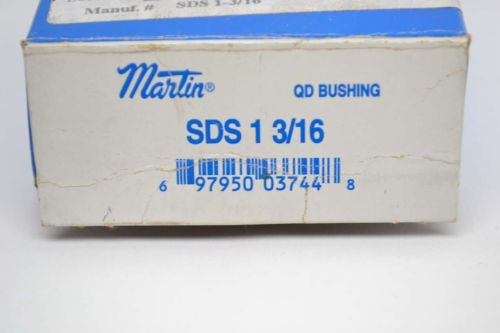 Manuf. # SDS 1-3/16
Martin® QD BUSHING
SDS 1 3/16
6 97950 03744 8